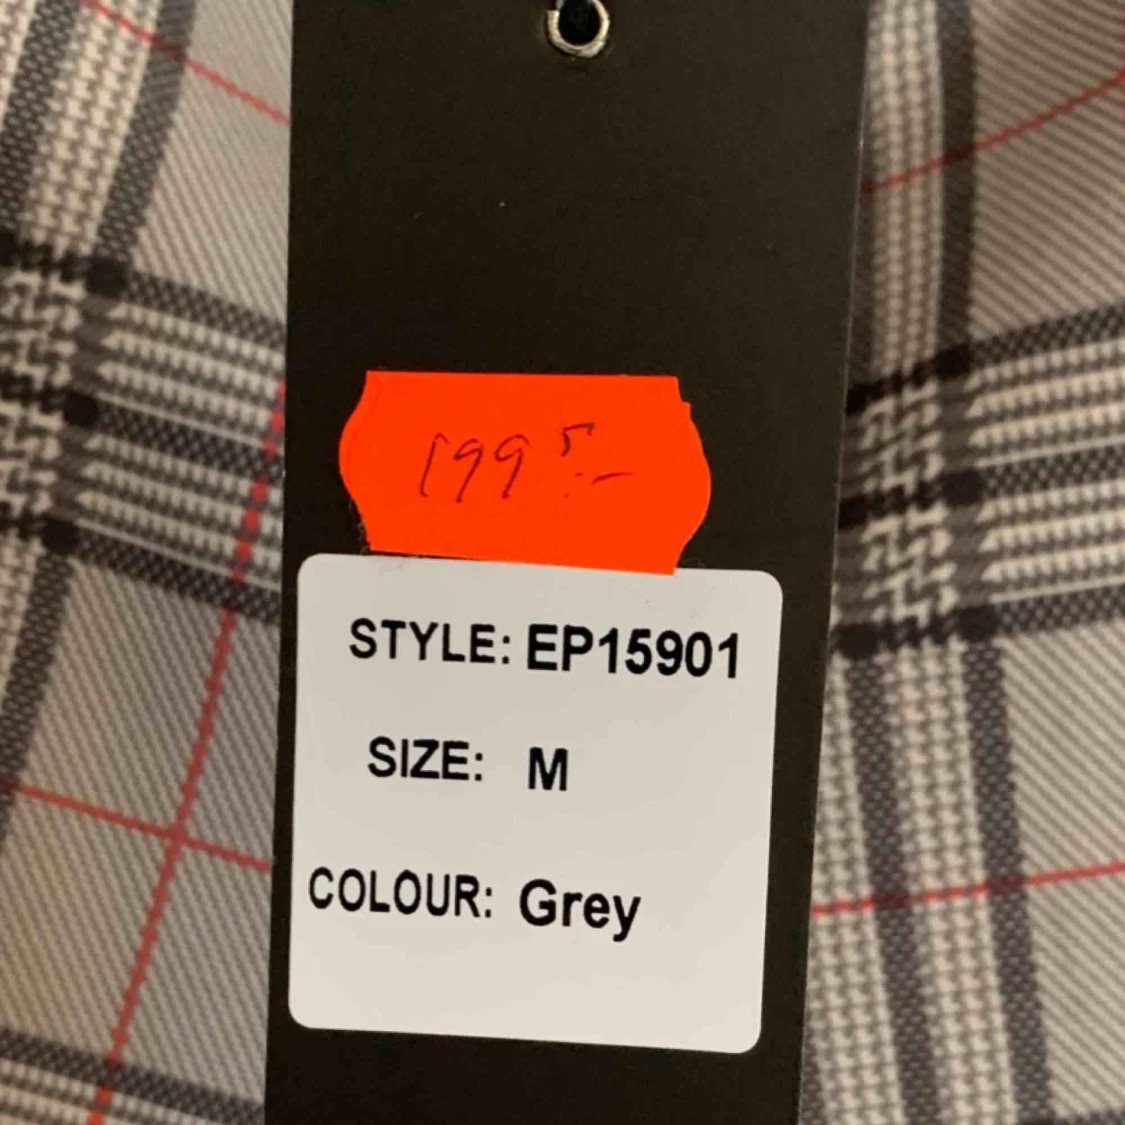 199:-
STYLE: EP15901
SIZE: M
COLOUR: Grey